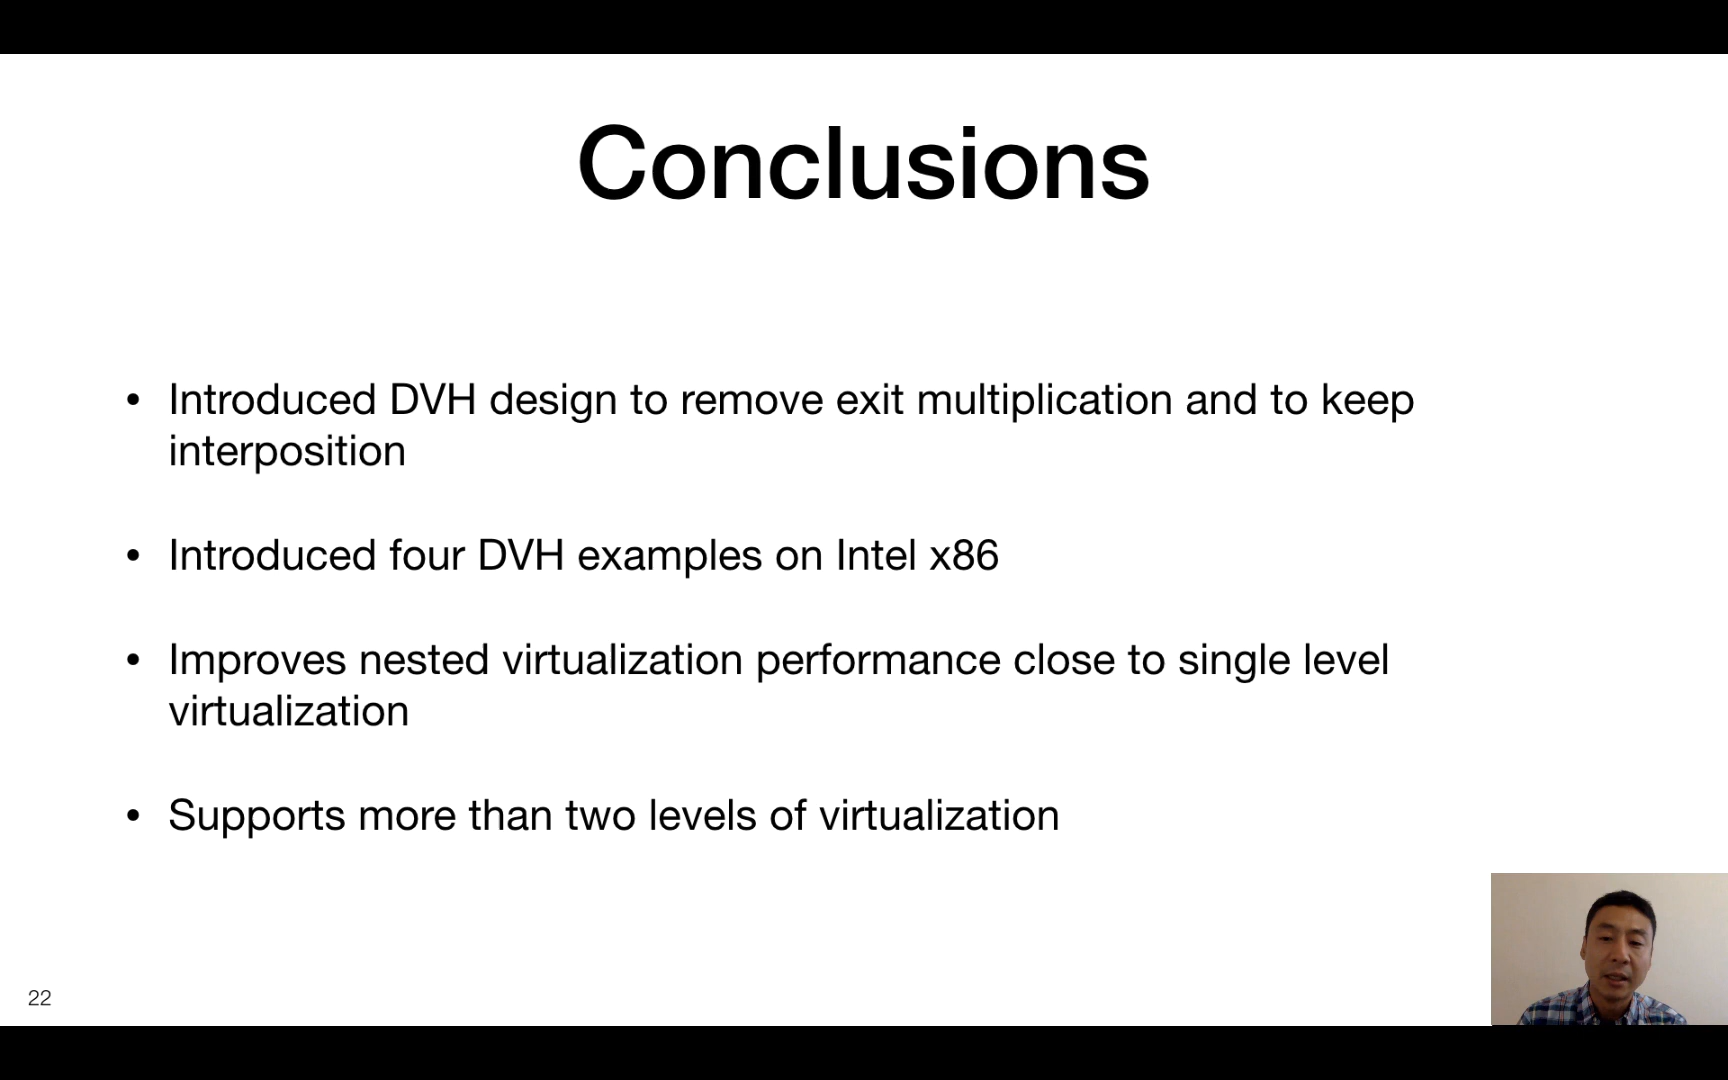 Conclusions
• Introduced DVH design to remove exit multiplication and to keep
interposition
• Introduced four DVH examples on Intel x86
• Improves nested virtualization performance close to single level
virtualization
• Supports more than two levels of virtualization
22